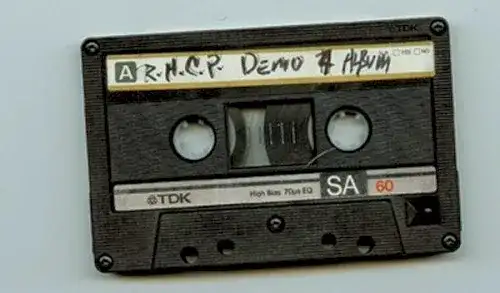 TDK
A R.H.C.P. DEMO # Album
TDK High Bias 70µs EQ SA 60